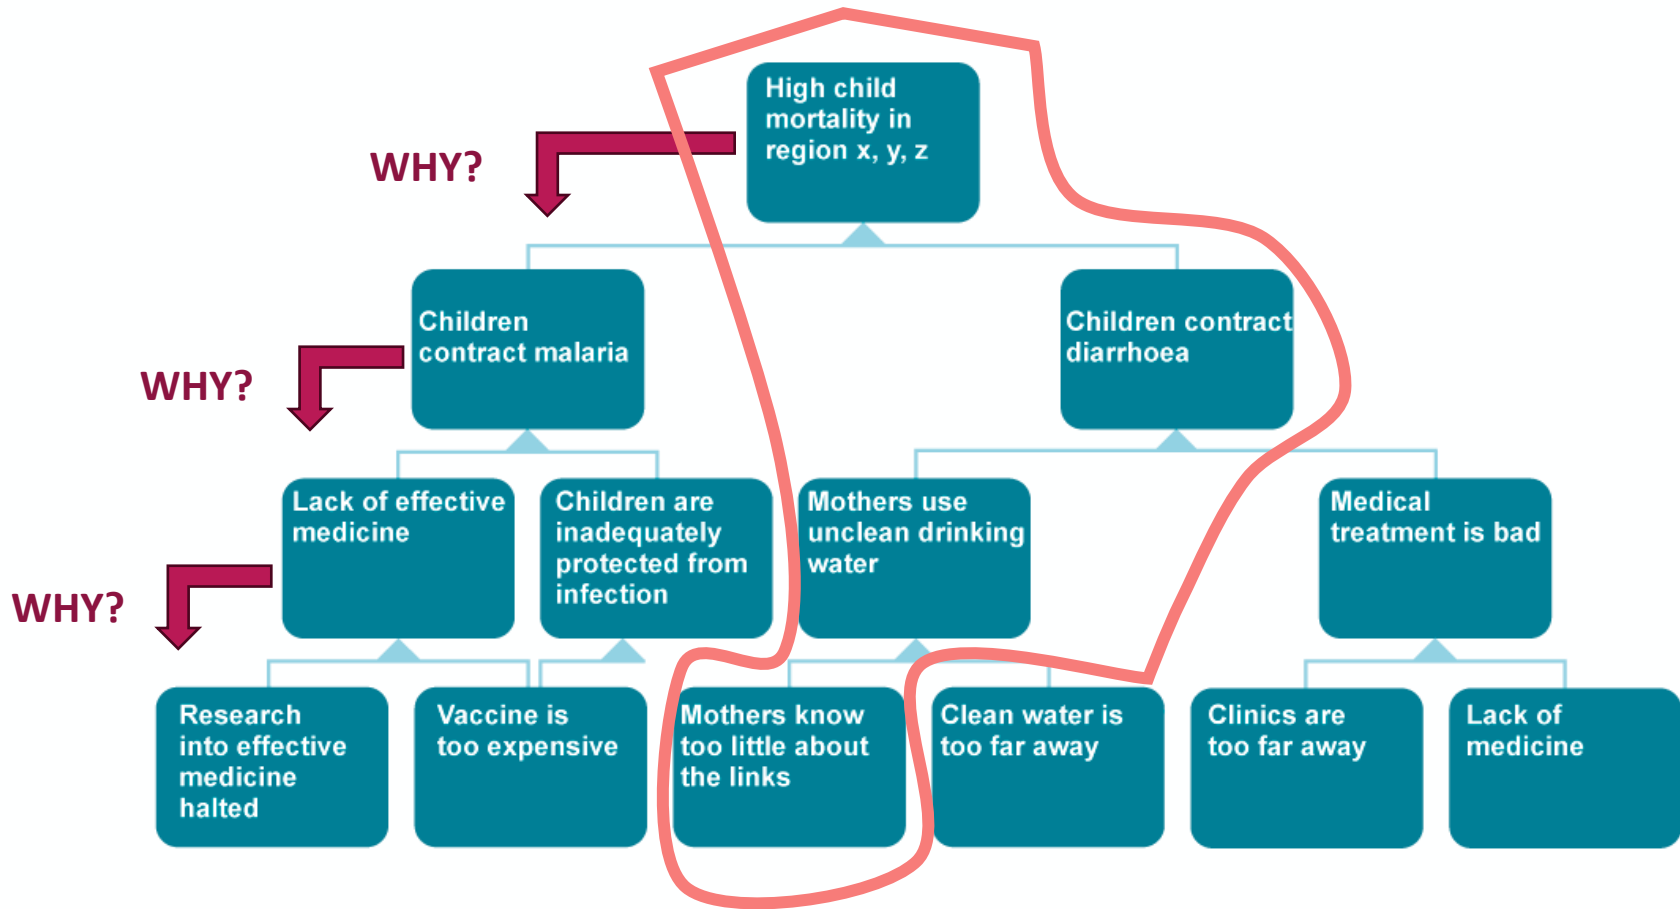 High child
mortality in
region x, y, z
WHY?
Children
contract malaria
Children contract
diarrhoea
WHY?
Lack of effective
medicine
Children are
inadequately
protected from
infection
Mothers use
unclean drinking
water
Medical
treatment is bad
WHY?
Research
into effective
medicine
halted
Vaccine is
too expensive
Mothers know
too little about
the links
Clean water is
too far away
Clinics are
too far away
Lack of
medicine